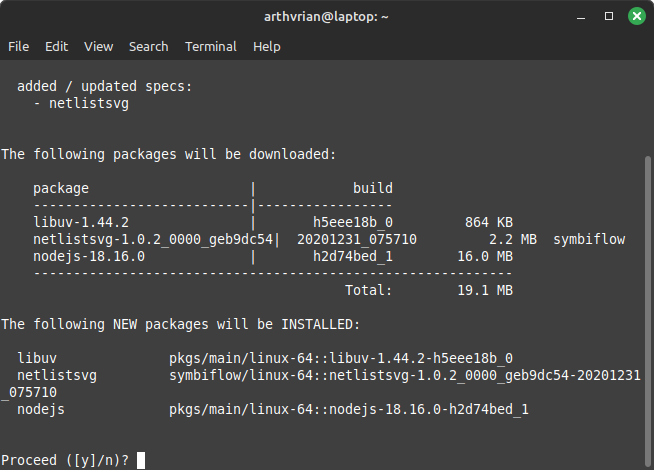 arthvrian@laptop: ~
File Edit View Search Terminal Help
added / updated specs:
- netlistsvg
The following packages will be downloaded:
package | build
---------------------------|-----------------
libuv-1.44.2 | h5eee18b_0 864 KB
netlistsvg-1.0.2_0000_geb9dc54| 20201231_075710 2.2 MB symbiflow
nodejs-18.16.0 | h2d74bed_1 16.0 MB
------------------------------------------------------------
Total: 19.1 MB
The following NEW packages will be INSTALLED:
libuv pkgs/main/linux-64::libuv-1.44.2-h5eee18b_0
netlistsvg symbiflow/linux-64::netlistsvg-1.0.2_0000_geb9dc54-20201231
_075710
nodejs pkgs/main/linux-64::nodejs-18.16.0-h2d74bed_1
Proceed ([y]/n)?